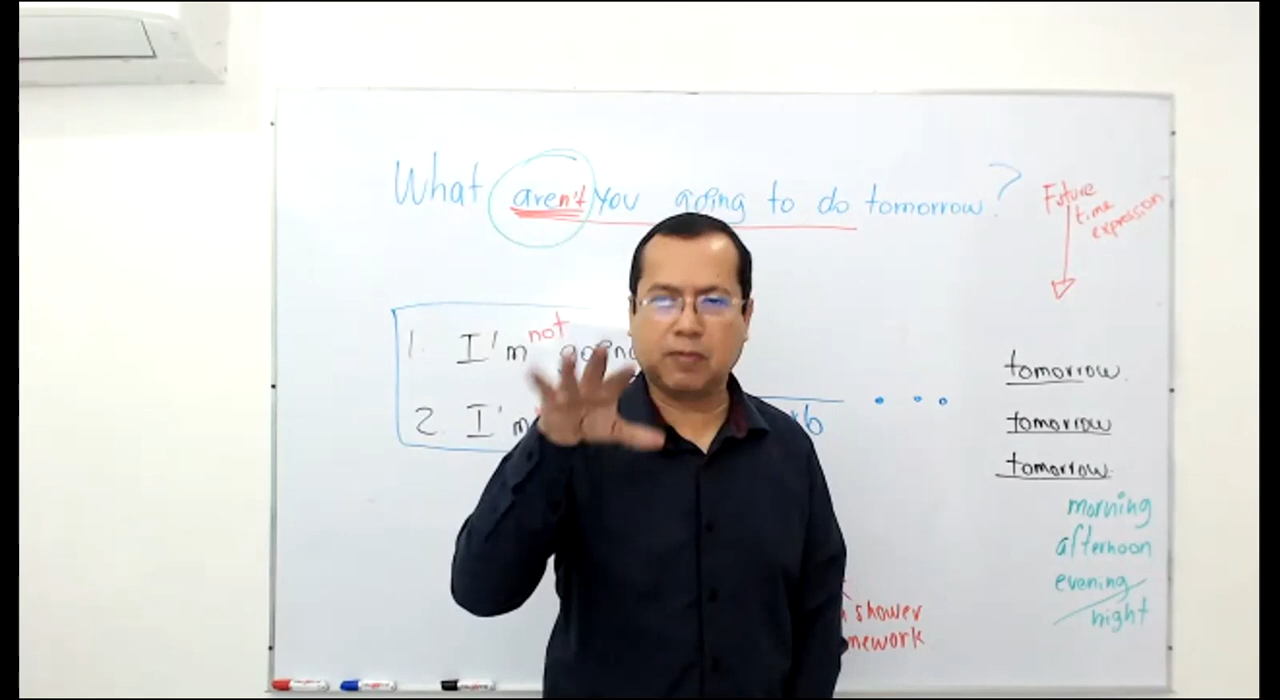 What aren't you going to do tomorrow?
Future
time
expression
1. I'm not going
2. I'm
tomorrow
tomorrow
tomorrow
morning
afternoon
evening
night
shower